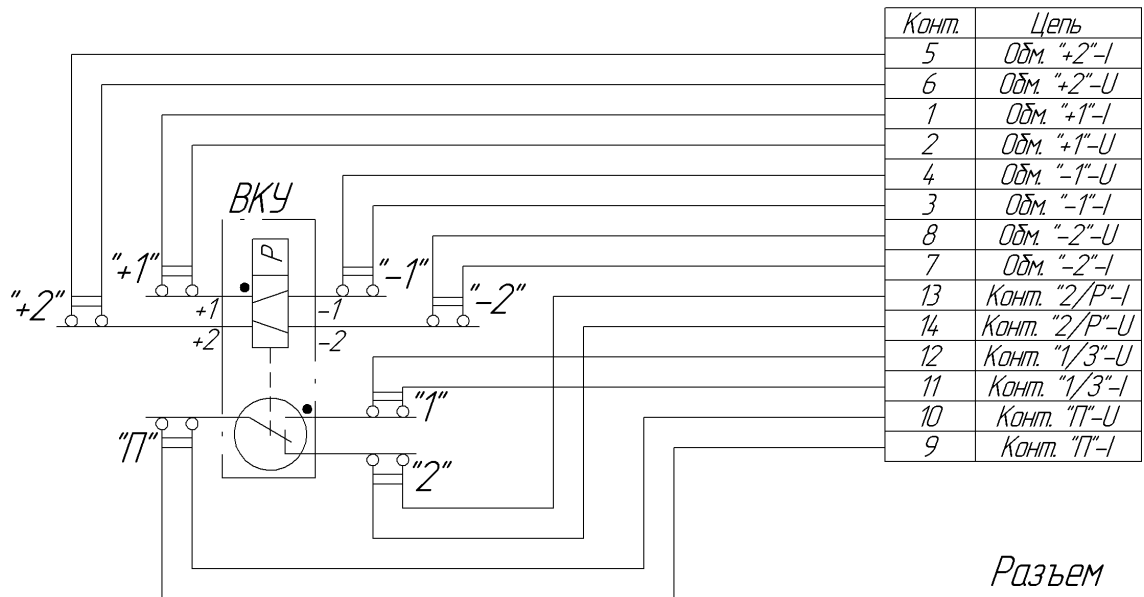 Конт. Цепь
5 Обм. "+2"-I
6 Обм. "+2"-U
1 Обм. "+1"-I
2 Обм. "+1"-U
4 Обм. "-1"-U
3 Обм. "-1"-I
8 Обм. "-2"-U
7 Обм. "-2"-I
13 Конт. "2/Р"-I
14 Конт. "2/Р"-U
12 Конт. "1/З"-U
11 Конт. "1/З"-I
10 Конт. "П"-U
9 Конт. "П"-I
ВКУ
Р
"+1"
"-1"
"+2"
"-2"
+1
-1
+2
-2
"1"
"П"
"2"
Разъем